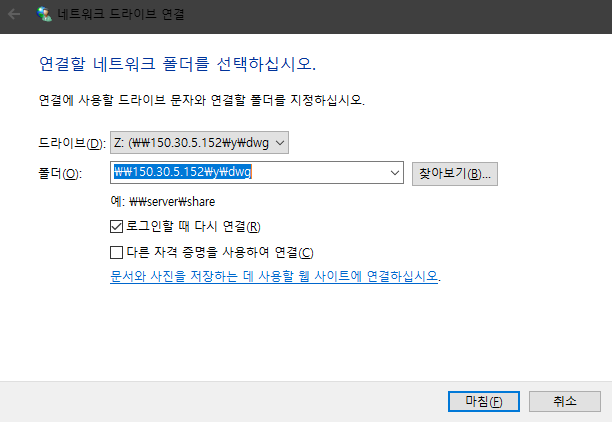 네트워크 드라이브 연결
연결할 네트워크 폴더를 선택하십시오.
연결에 사용할 드라이브 문자와 연결할 폴더를 지정하십시오.
드라이브(D): Z: (₩₩150.30.5.152₩y₩dwg
폴더(O): ₩₩150.30.5.152₩y₩dwg 찾아보기(B)...
예: ₩₩server₩share
로그인할 때 다시 연결(R)
다른 자격 증명을 사용하여 연결(C)
문서와 사진을 저장하는 데 사용할 웹 사이트에 연결하십시오.
마침(F) 취소